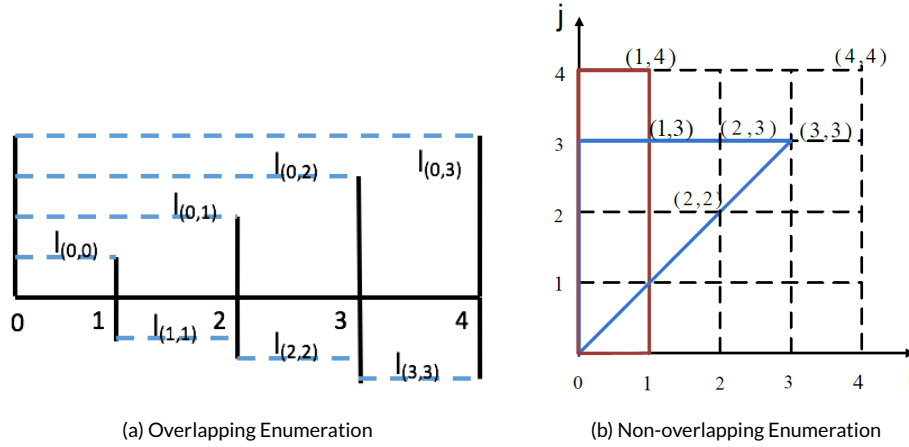 l(0,2)
l(0,3)
l(0,1)
l(0,0)
0 1 2 3 4
l(1,1)
l(2,2)
l(3,3)
(a) Overlapping Enumeration
j
(1,4) (4,4)
4
3
(1,3) (2,3) (3,3)
(2,2)
2
1
0 1 2 3 4
(b) Non-overlapping Enumeration